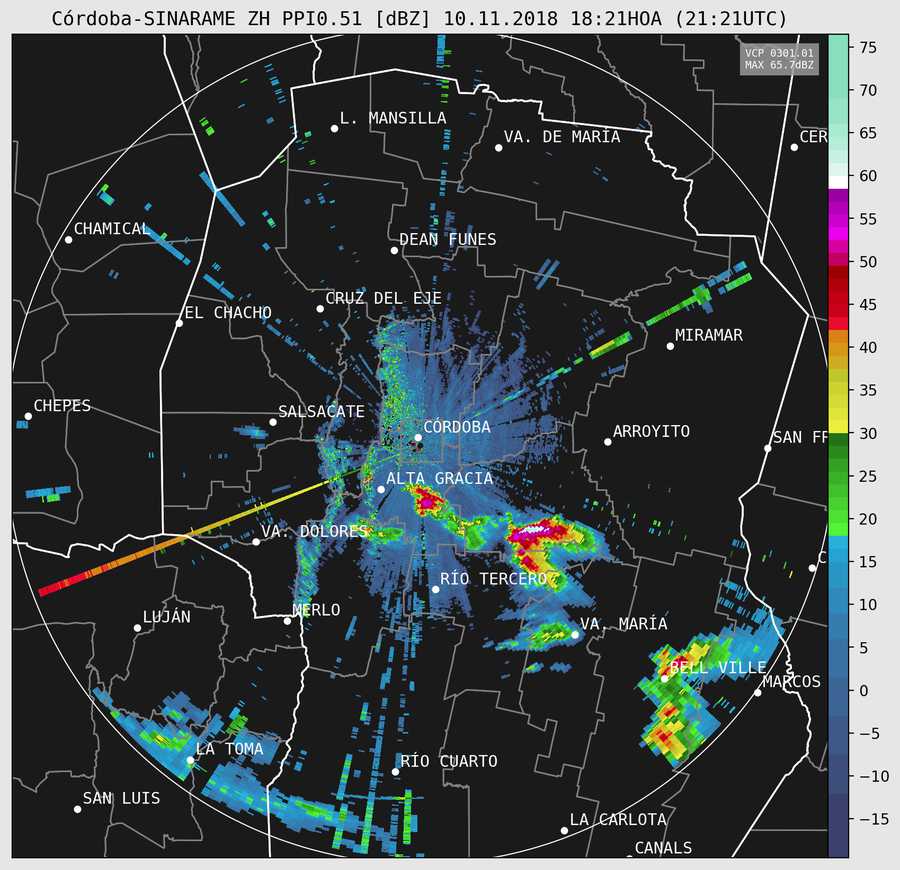 Córdoba-SINARAME ZH PPI0.51 [dBZ] 10.11.2018 18:21HOA (21:21UTC)
VCP 0301.01
MAX 65.7dBZ
75
70
65
60
55
50
45
40
35
30
25
20
15
10
5
0
−5
−10
−15
L. MANSILLA
VA. DE MARÍA
CER
CHAMICAL
DEAN FUNES
CRUZ DEL EJE
EL CHACHO
MIRAMAR
CHEPES
SALSACATE
CÓRDOBA
ARROYITO
SAN FR
ALTA GRACIA
VA. DOLORES
C
RÍO TERCERO
LUJÁN
MERLO
VA. MARÍA
BELL VILLE
MARCOS
LA TOMA
RÍO CUARTO
SAN LUIS
LA CARLOTA
CANALS